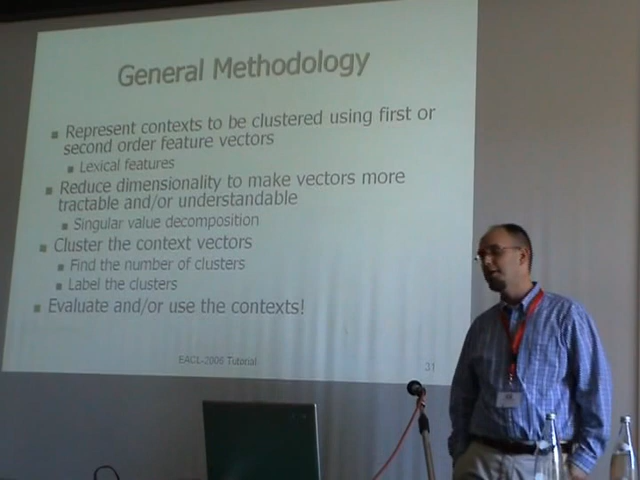 General Methodology
Represent contexts to be clustered using first or
second order feature vectors
Lexical features
Reduce dimensionality to make vectors more
tractable and/or understandable
Singular value decomposition
Cluster the context vectors
Find the number of clusters
Label the clusters
Evaluate and/or use the contexts!
EACL-2006 Tutorial
31